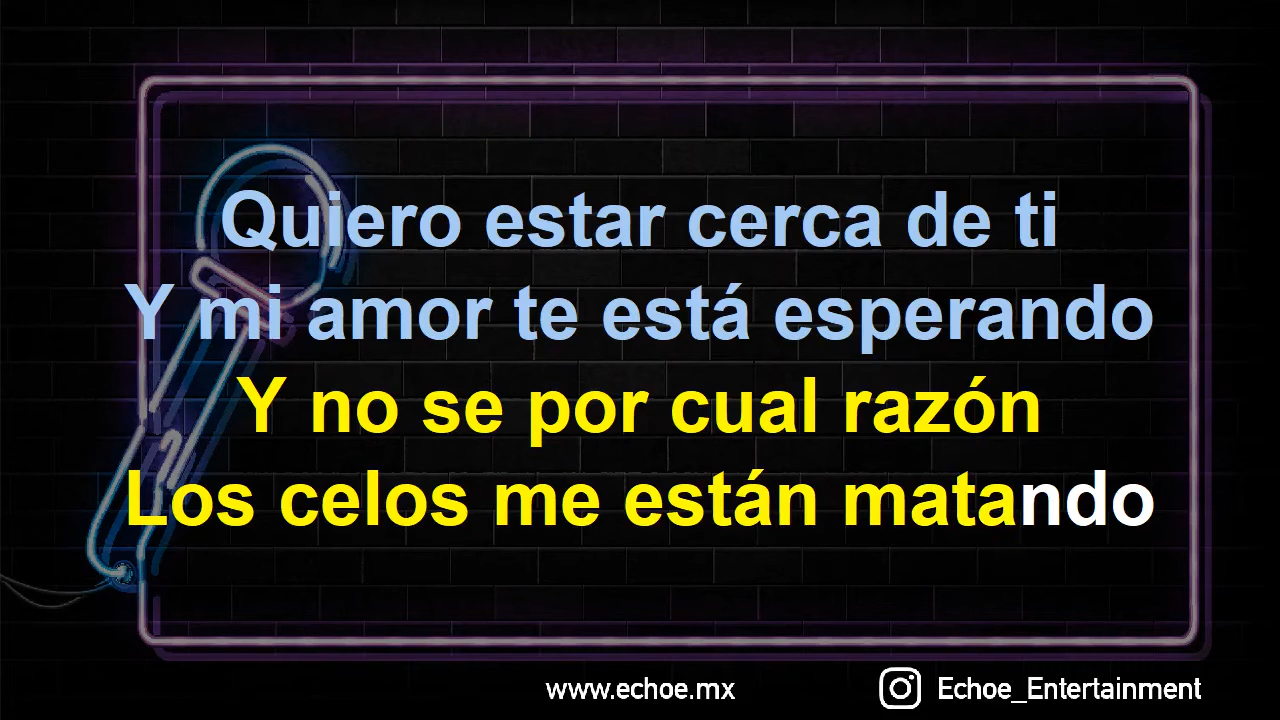 Quiero estar cerca de ti
Y mi amor te está esperando
Y no se por cual razón
Los celos me están matando
www.echoe.mx
Echoe_Entertainment